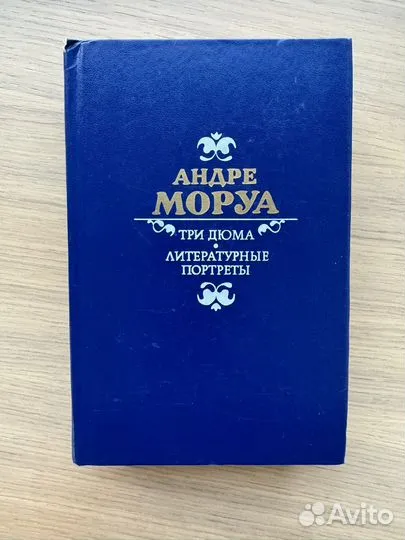 АНДРЕ
МОРУА
ТРИ ДЮМА
•
ЛИТЕРАТУРНЫЕ
ПОРТРЕТЫ
Avito